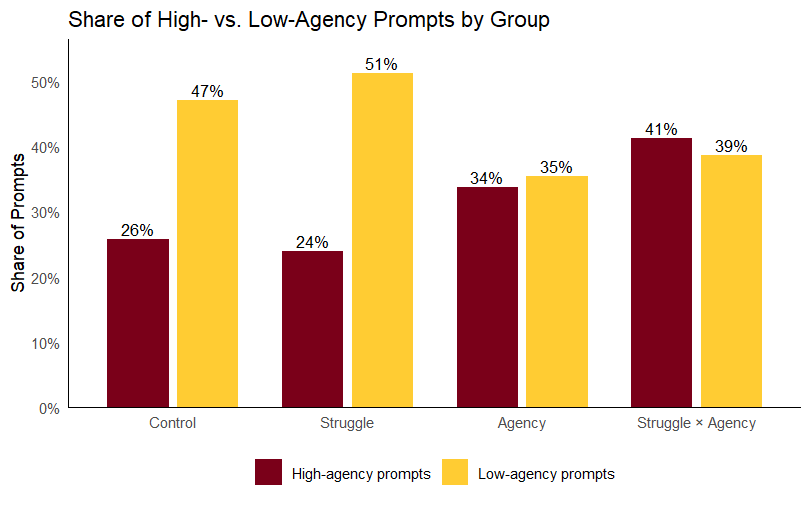 Share of High- vs. Low-Agency Prompts by Group
Share of Prompts
50%
40%
30%
20%
10%
0%
26%
47%
24%
51%
34%
35%
41%
39%
Control
Struggle
Agency
Struggle × Agency
High-agency prompts
Low-agency prompts